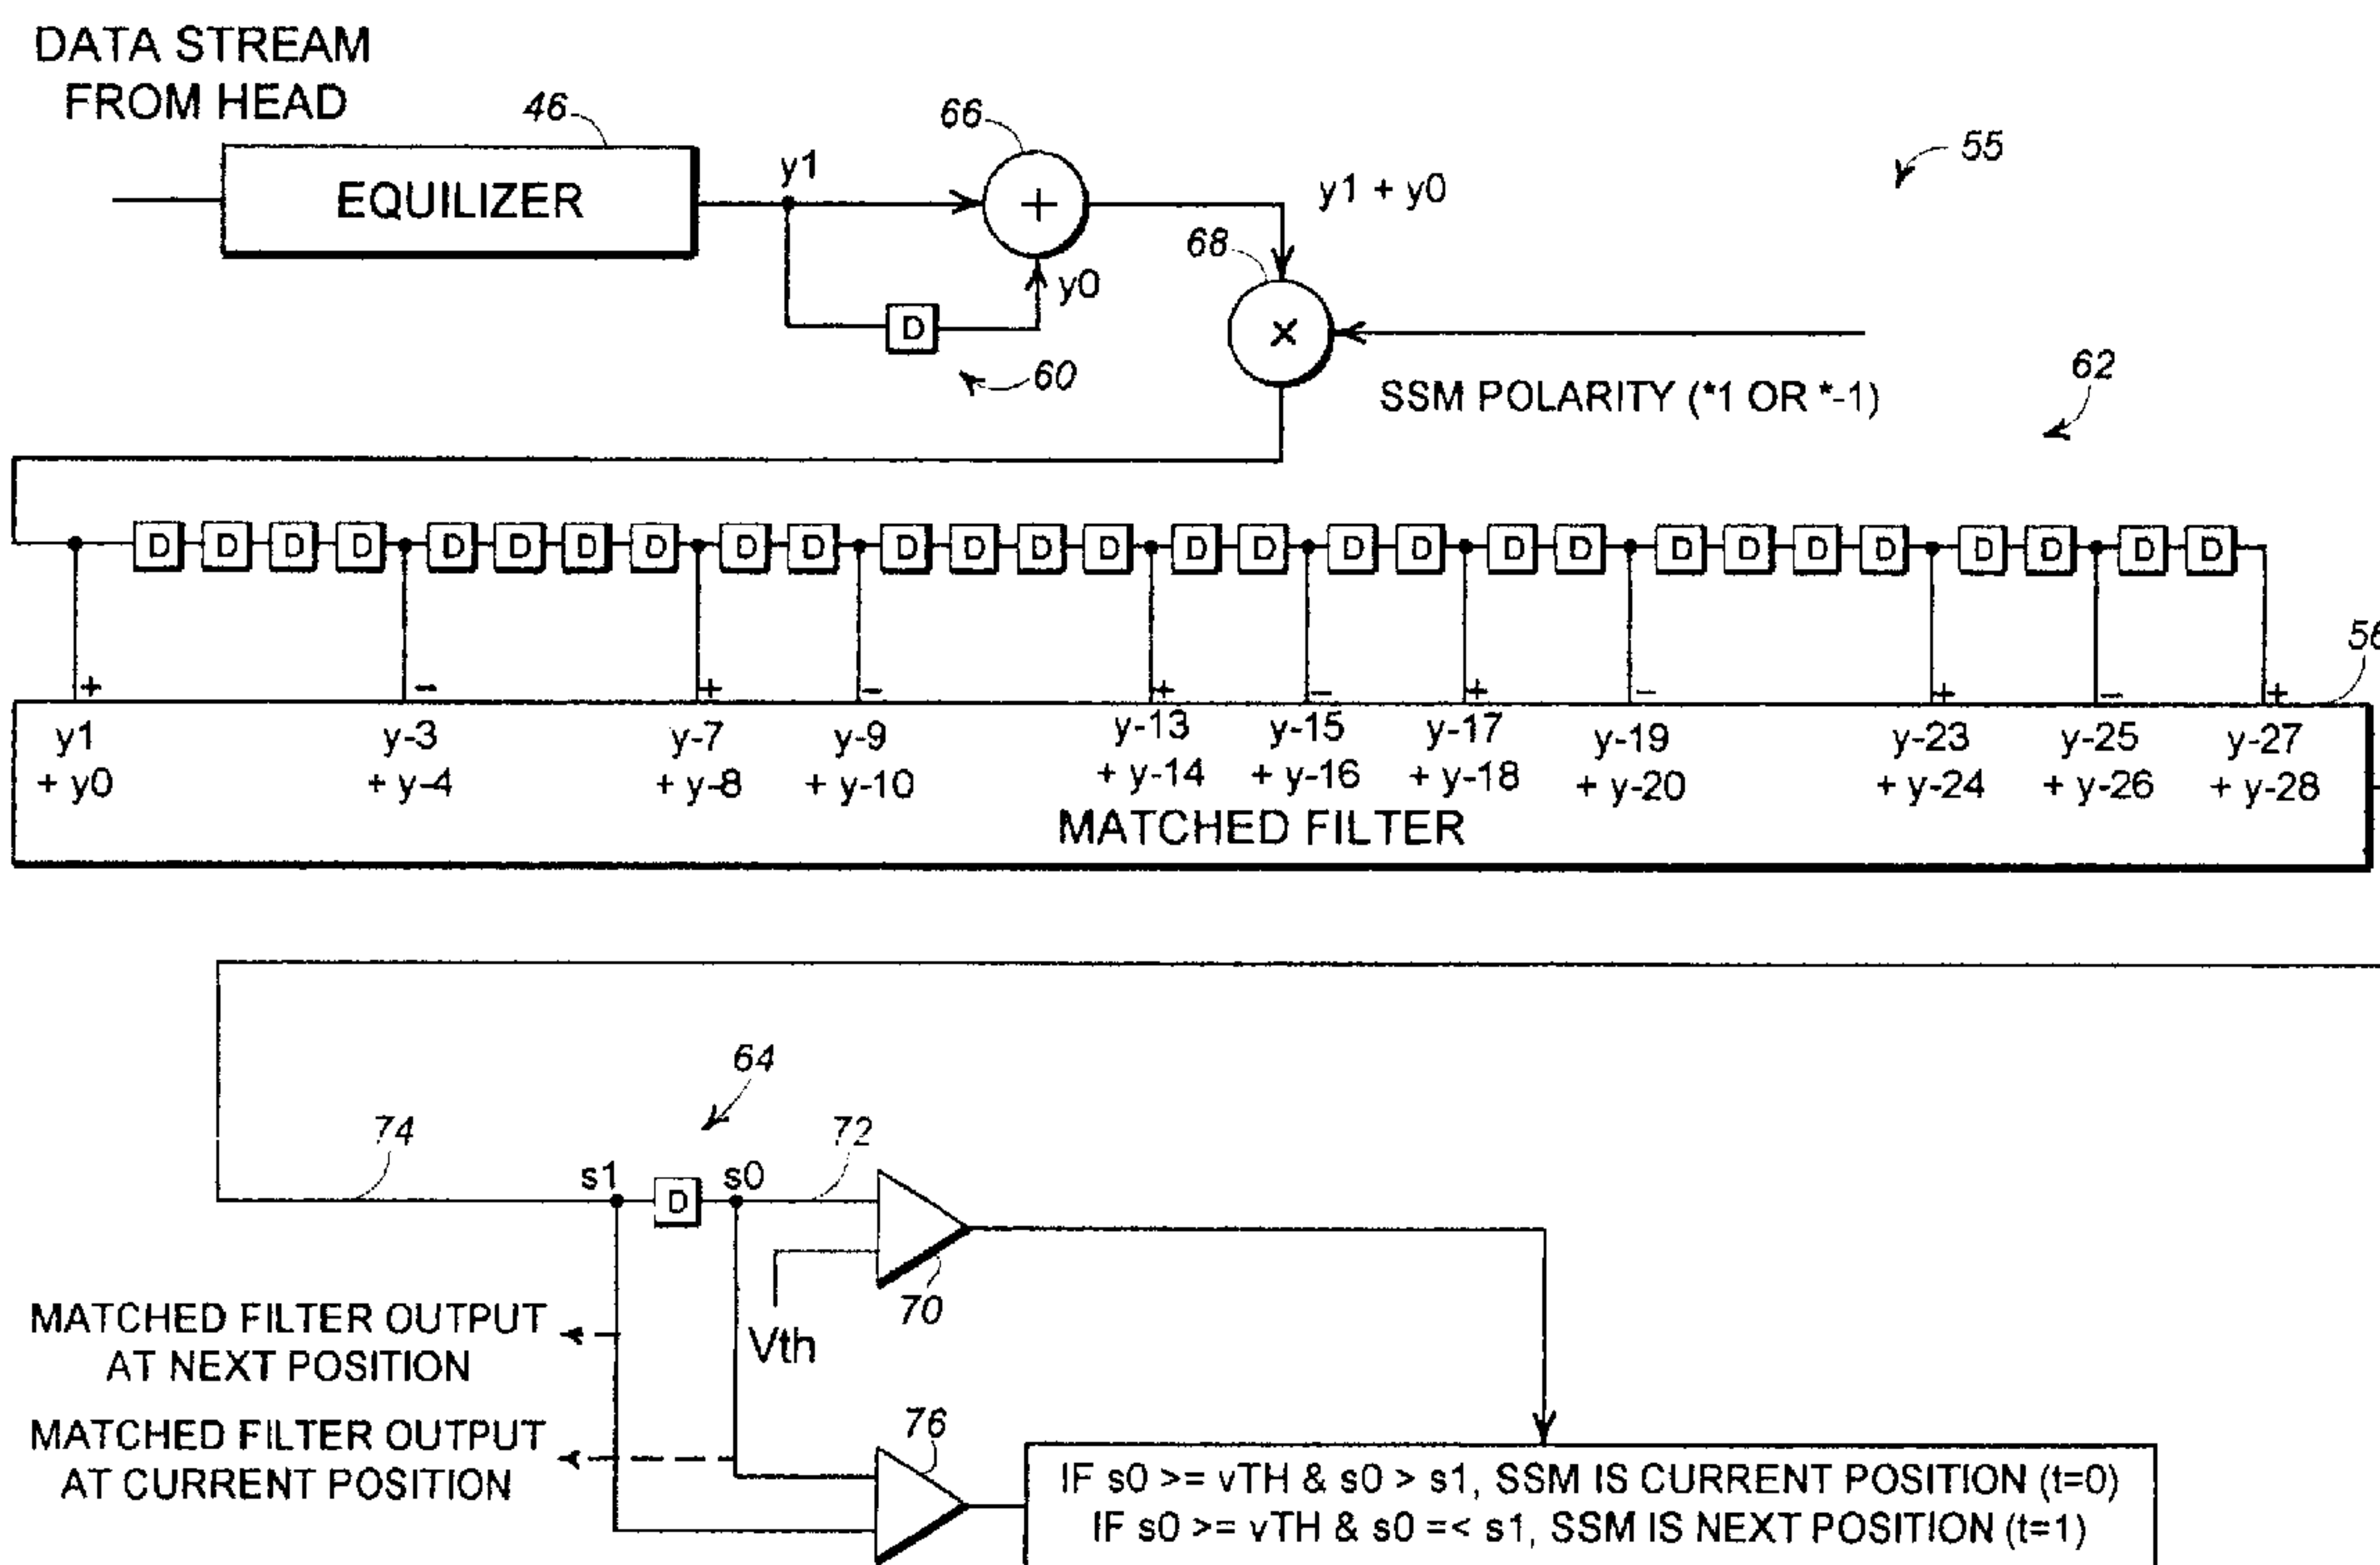 DATA STREAM
FROM HEAD
46
66
55
y1
EQUILIZER
+
y1 + y0
68
y0
D
60
×
SSM POLARITY (*1 OR *-1)
62
D D D D D D D D D D D D D D D D D D D D D D D D D D D D
56
+ – + – + – + – + – +
y1 y-3 y-7 y-9 y-13 y-15 y-17 y-19 y-23 y-25 y-27
+ y0 + y-4 + y-8 + y-10 + y-14 + y-16 + y-18 + y-20 + y-24 + y-26 + y-28
MATCHED FILTER
64
74
72
s1
D
s0
70
Vth
MATCHED FILTER OUTPUT
AT NEXT POSITION
76
MATCHED FILTER OUTPUT
AT CURRENT POSITION
IF s0 >= vTH & s0 > s1, SSM IS CURRENT POSITION (t=0)
IF s0 >= vTH & s0 =< s1, SSM IS NEXT POSITION (t=1)